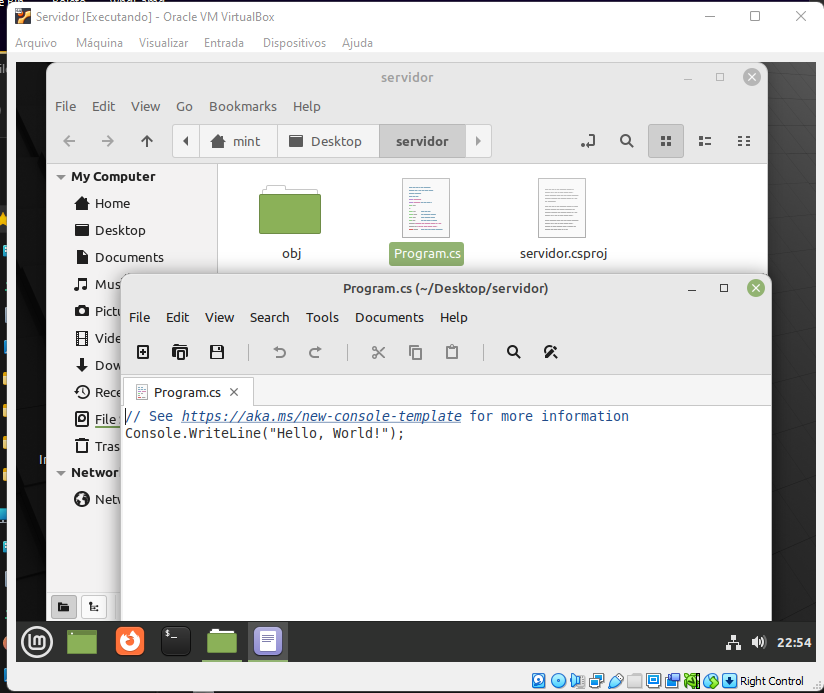 Servidor [Executando] - Oracle VM VirtualBox
Arquivo Máquina Visualizar Entrada Dispositivos Ajuda
servidor
File Edit View Go Bookmarks Help
mint Desktop servidor
My Computer
Home
Desktop
Documents
Mus
Pictu
Vide
Dow
Rece
File
Tras
Networ
Netw
obj
Program.cs
servidor.csproj
Program.cs (~/Desktop/servidor)
File Edit View Search Tools Documents Help
Program.cs
// See https://aka.ms/new-console-template for more information
Console.WriteLine("Hello, World!");
22:54
Right Control